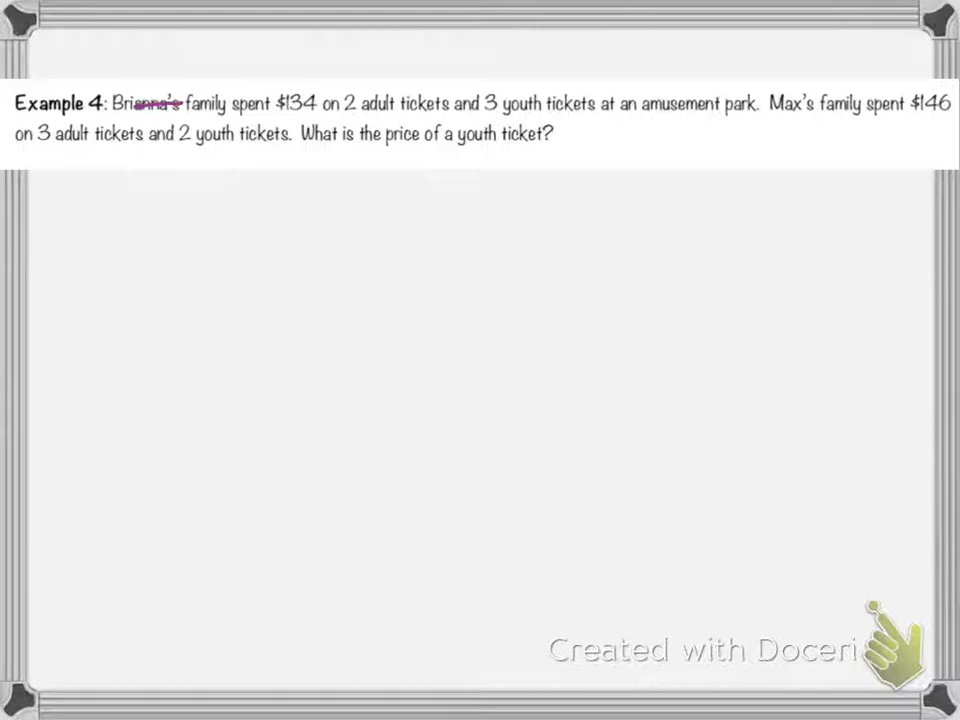 Example 4: Brianna's family spent $134 on 2 adult tickets and 3 youth tickets at an amusement park. Max's family spent $146
on 3 adult tickets and 2 youth tickets. What is the price of a youth ticket?
Created with Doceri